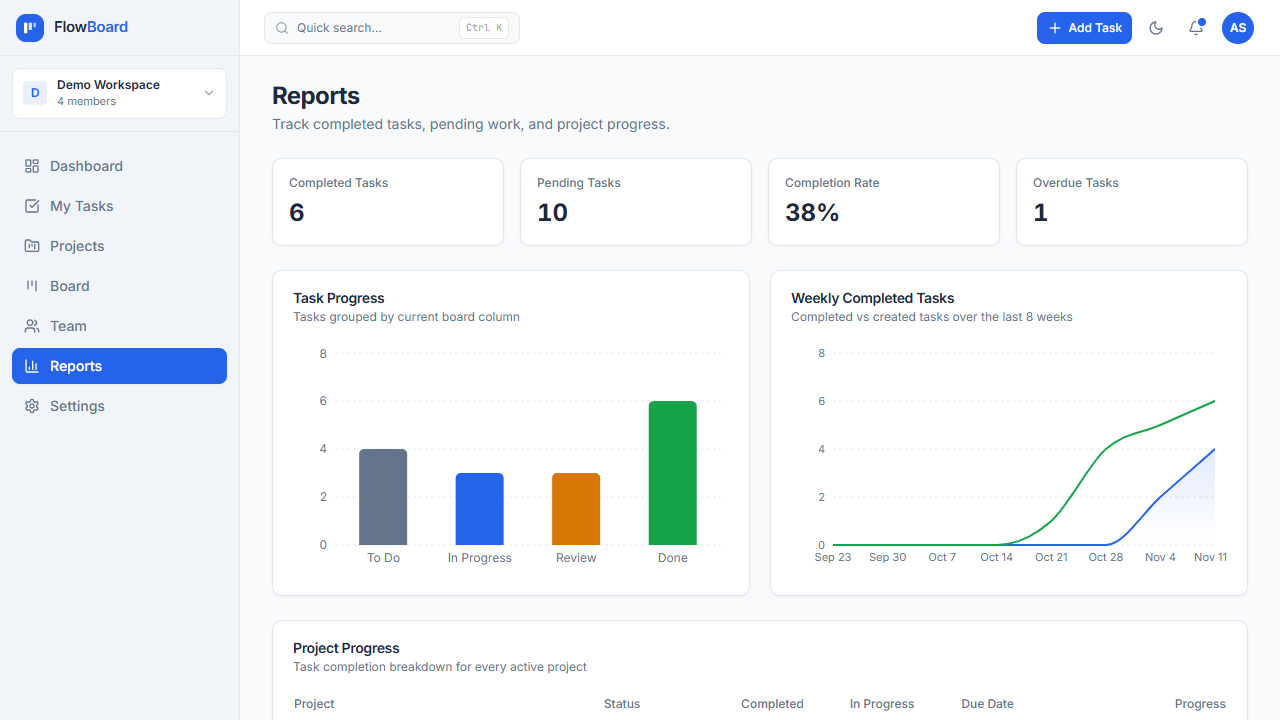 FlowBoard
Quick search...
Ctrl K
Add Task
AS
D
Demo Workspace
4 members
Dashboard
My Tasks
Projects
Board
Team
Reports
Settings
Reports
Track completed tasks, pending work, and project progress.
Completed Tasks
6
Pending Tasks
10
Completion Rate
38%
Overdue Tasks
1
Task Progress
Tasks grouped by current board column
8
6
4
2
0
To Do In Progress Review Done
Weekly Completed Tasks
Completed vs created tasks over the last 8 weeks
8
6
4
2
0
Sep 23 Sep 30 Oct 7 Oct 14 Oct 21 Oct 28 Nov 4 Nov 11
Project Progress
Task completion breakdown for every active project
Project Status Completed In Progress Due Date Progress